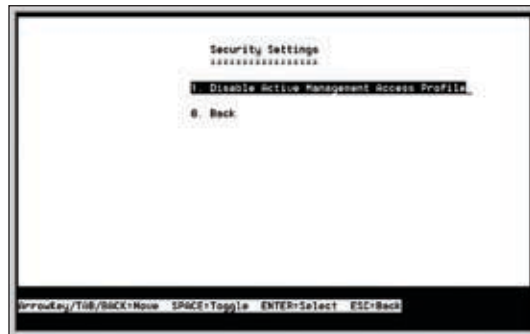 Security Settings
1. Disable Active Management Access Profile
0. Back
ArrowKey/TAB/BACK=Move SPACE=Toggle ENTER=Select ESC=Back